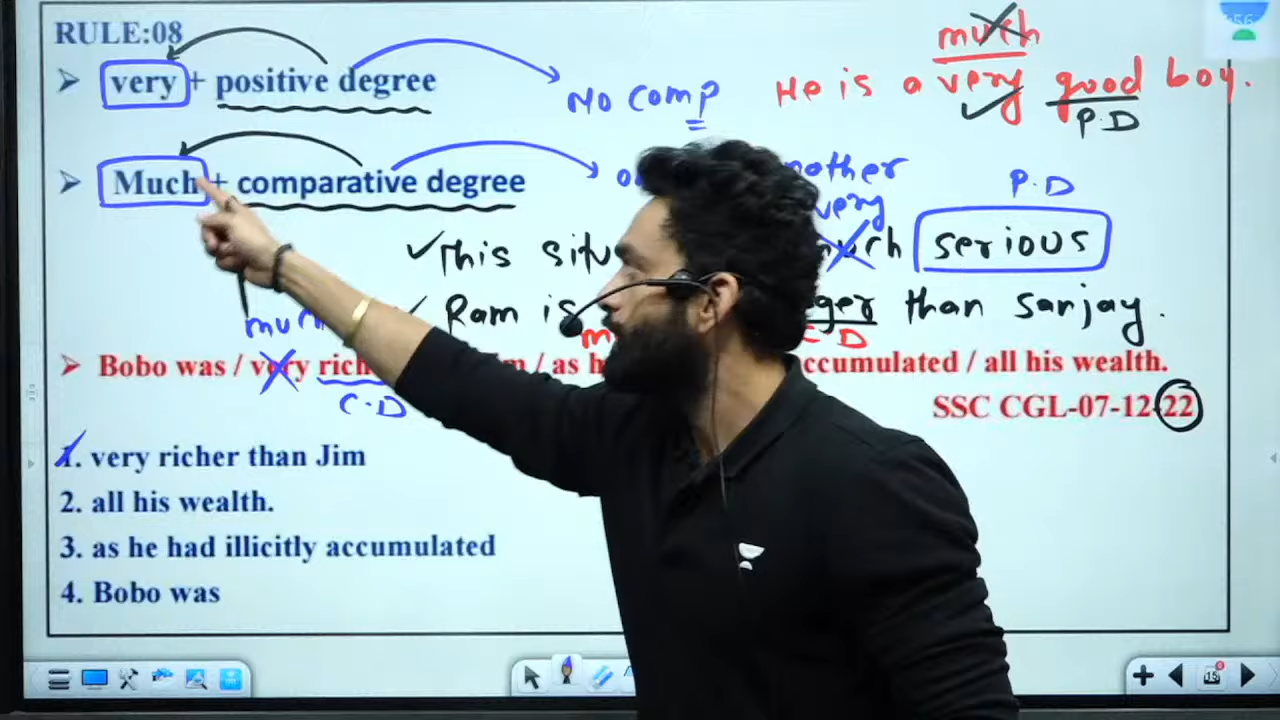 RULE:08
much
very + positive degree
No comp
He is a very good boy.
P.D
Much + comparative degree
P.D
very
This serious
Ram is than Sanjay.
C D
Bobo was / very / as accumulated / all his wealth.
C.D
SSC CGL-07-12-22
1. very richer than Jim
2. all his wealth.
3. as he had illicitly accumulated
4. Bobo was